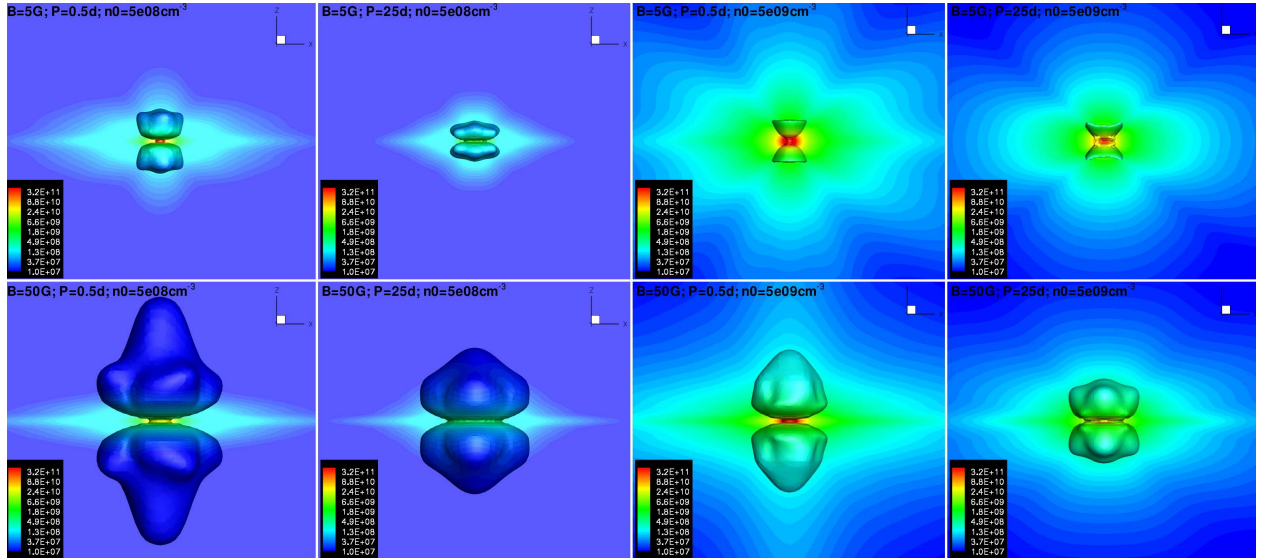 B=5G; P=0.5d; n0=5e08cm⁻³
Z
X
3.2E+11
8.8E+10
2.4E+10
6.6E+09
1.8E+09
4.9E+08
1.3E+08
3.7E+07
1.0E+07
B=5G; P=25d; n0=5e08cm⁻³
Z
X
3.2E+11
8.8E+10
2.4E+10
6.6E+09
1.8E+09
4.9E+08
1.3E+08
3.7E+07
1.0E+07
B=5G; P=0.5d; n0=5e09cm⁻³
X
3.2E+11
8.8E+10
2.4E+10
6.6E+09
1.8E+09
4.9E+08
1.3E+08
3.7E+07
1.0E+07
B=5G; P=25d; n0=5e09cm⁻³
X
3.2E+11
8.8E+10
2.4E+10
6.6E+09
1.8E+09
4.9E+08
1.3E+08
3.7E+07
1.0E+07
B=50G; P=0.5d; n0=5e08cm⁻³
Z
X
3.2E+11
8.8E+10
2.4E+10
6.6E+09
1.8E+09
4.9E+08
1.3E+08
3.7E+07
1.0E+07
B=50G; P=25d; n0=5e08cm⁻³
Z
X
3.2E+11
8.8E+10
2.4E+10
6.6E+09
1.8E+09
4.9E+08
1.3E+08
3.7E+07
1.0E+07
B=50G; P=0.5d; n0=5e09cm⁻³
X
3.2E+11
8.8E+10
2.4E+10
6.6E+09
1.8E+09
4.9E+08
1.3E+08
3.7E+07
1.0E+07
B=50G; P=25d; n0=5e09cm⁻³
X
3.2E+11
8.8E+10
2.4E+10
6.6E+09
1.8E+09
4.9E+08
1.3E+08
3.7E+07
1.0E+07